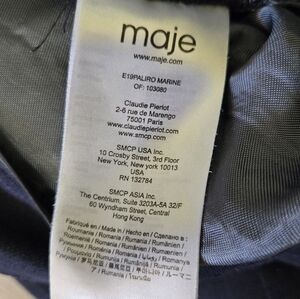 maje
www.maje.com
E19PALIRO MARINE
OF: 103080
Claudie Pierlot
2-6 rue de Marengo
75001 Paris
www.claudiepierlot.com
www.smcp.com
SMCP USA Inc.
10 Crosby Street, 3rd Floor
New York, New york 10013
USA
RN 132784
SMCP ASIA Inc.
The Centrium, Suite 3203A-5A 32/F
60 Wyndham Street, Central
Hong Kong
Fabriqué en / Made in / Hecho en / Сделано в :
Roumanie / Romania / Rumania / Rumänien /